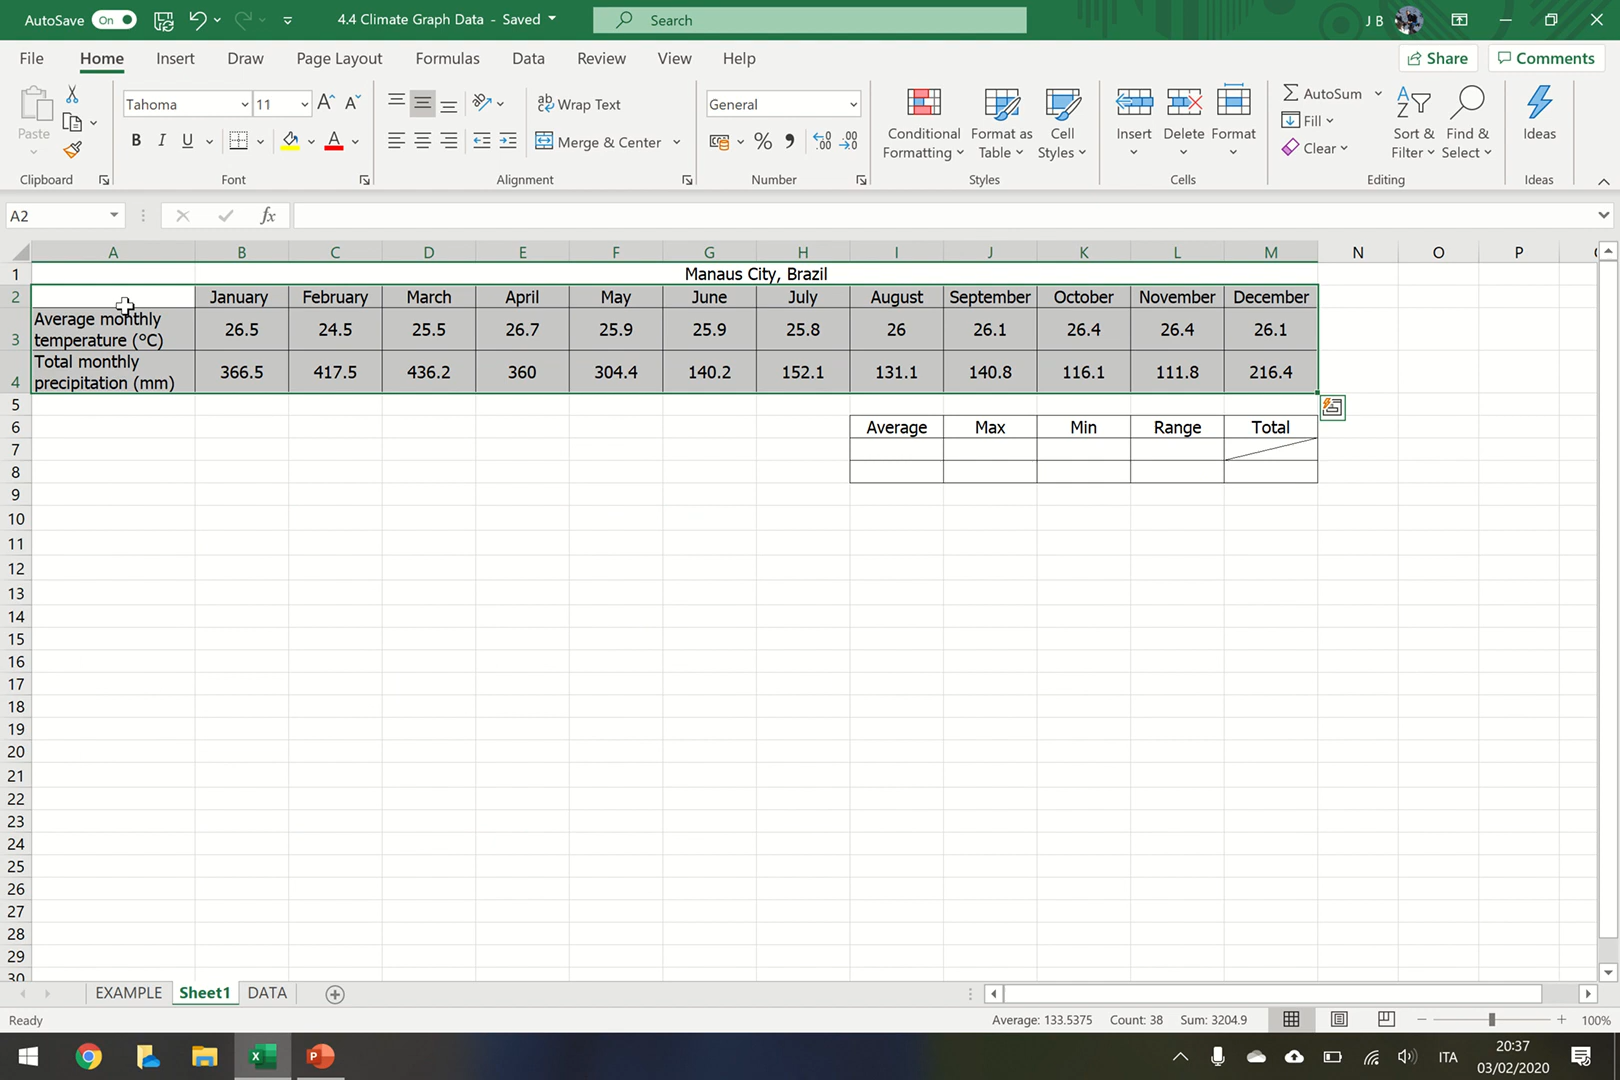 AutoSave On 4.4 Climate Graph Data - Saved Search J B
File Home Insert Draw Page Layout Formulas Data Review View Help Share Comments
Paste
Clipboard
Tahoma 11 A A
B I U A
Font
ab Wrap Text
Merge & Center
Alignment
General
% , .00
Number
Conditional Formatting
Format as Table
Cell Styles
Styles
Insert Delete Format
Cells
AutoSum
Fill
Clear
Sort & Filter
Find & Select
Editing
Ideas
Ideas
A2 fx
A B C D E F G H I J K L M N O P
1 Manaus City, Brazil
2 January February March April May June July August September October November December
3 Average monthly temperature (°C) 26.5 24.5 25.5 26.7 25.9 25.9 25.8 26 26.1 26.4 26.4 26.1
4 Total monthly precipitation (mm) 366.5 417.5 436.2 360 304.4 140.2 152.1 131.1 140.8 116.1 111.8 216.4
5
6 Average Max Min Range Total
7
8
9
10
11
12
13
14
15
16
17
18
19
20
21
22
23
24
25
26
27
28
29
30
EXAMPLE Sheet1 DATA
Ready Average: 133.5375 Count: 38 Sum: 3204.9 100%
ITA 20:37
03/02/2020